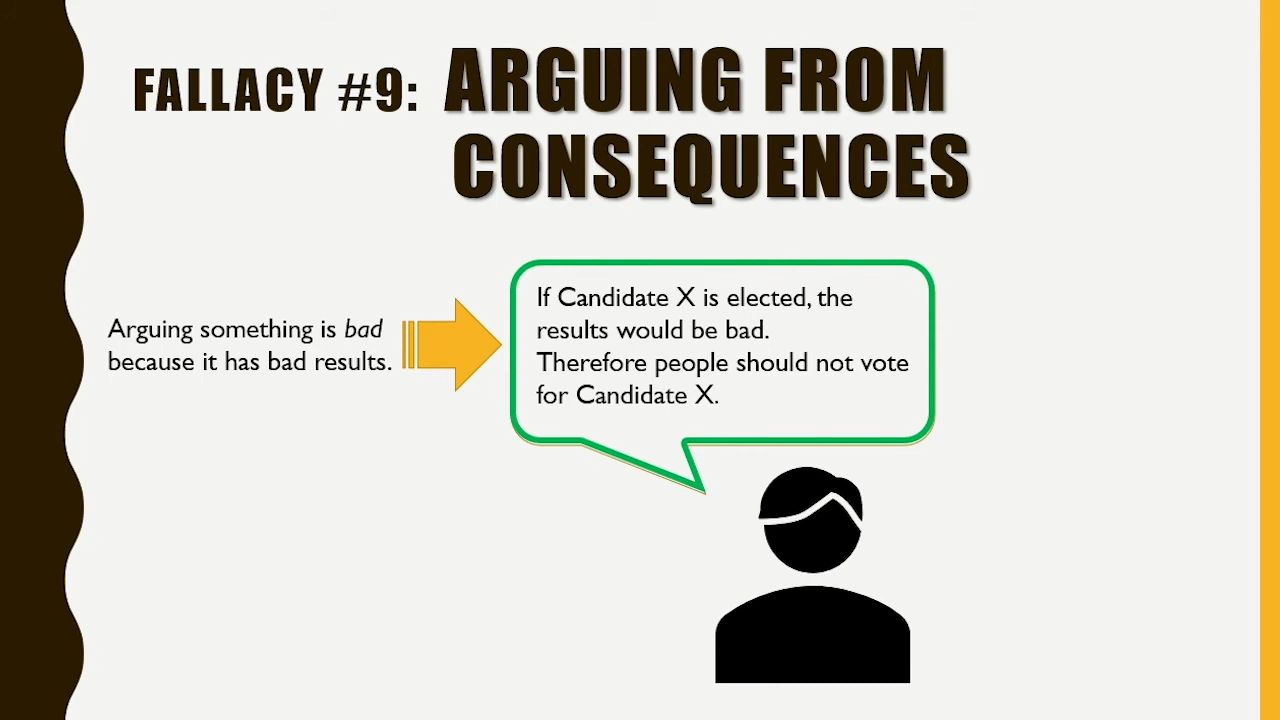 FALLACY #9: ARGUING FROM
CONSEQUENCES
Arguing something is bad
because it has bad results.
If Candidate X is elected, the
results would be bad.
Therefore people should not vote
for Candidate X.